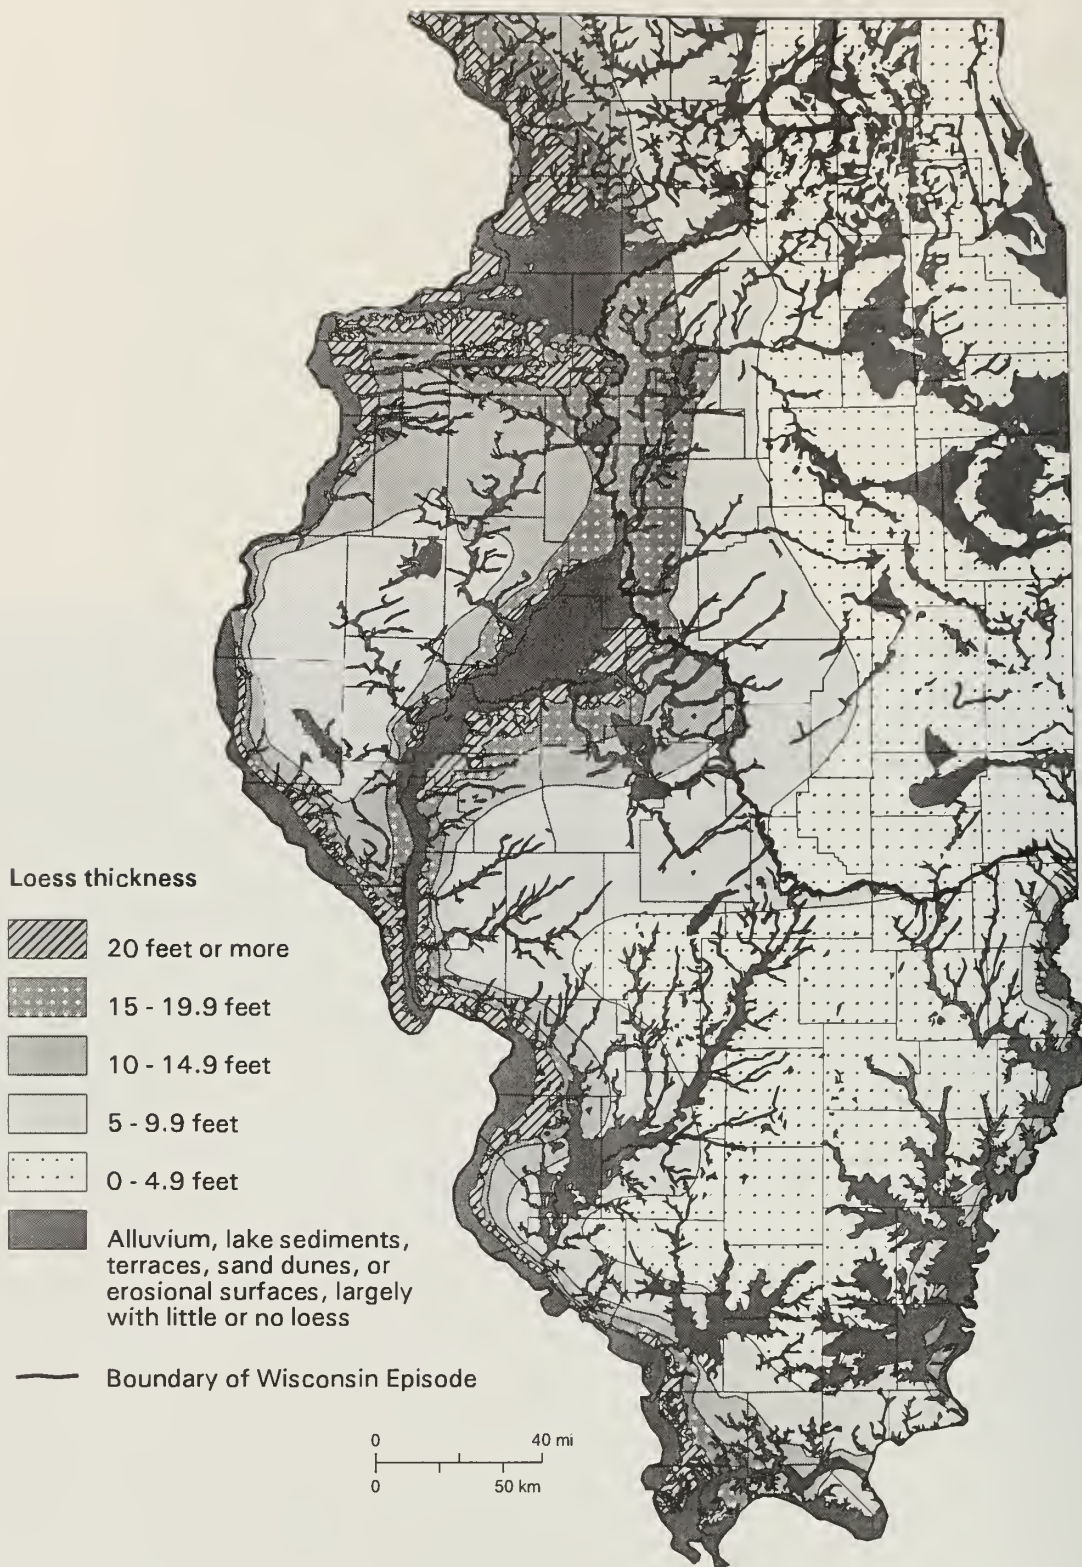 Loess thickness
20 feet or more
15 - 19.9 feet
10 - 14.9 feet
5 - 9.9 feet
0 - 4.9 feet
Alluvium, lake sediments,
terraces, sand dunes, or
erosional surfaces, largely
with little or no loess
Boundary of Wisconsin Episode
0 40 mi
0 50 km